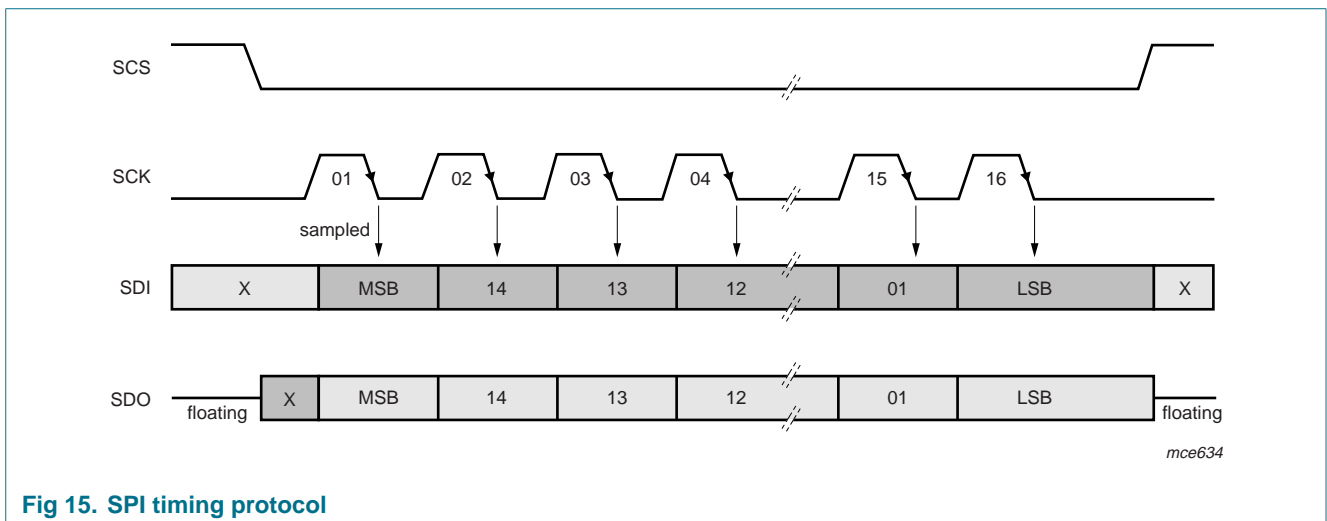 SCS
SCK 01 02 03 04 15 16
sampled
SDI X MSB 14 13 12 01 LSB X
SDO X MSB 14 13 12 01 LSB
floating floating
mce634
Fig 15. SPI timing protocol